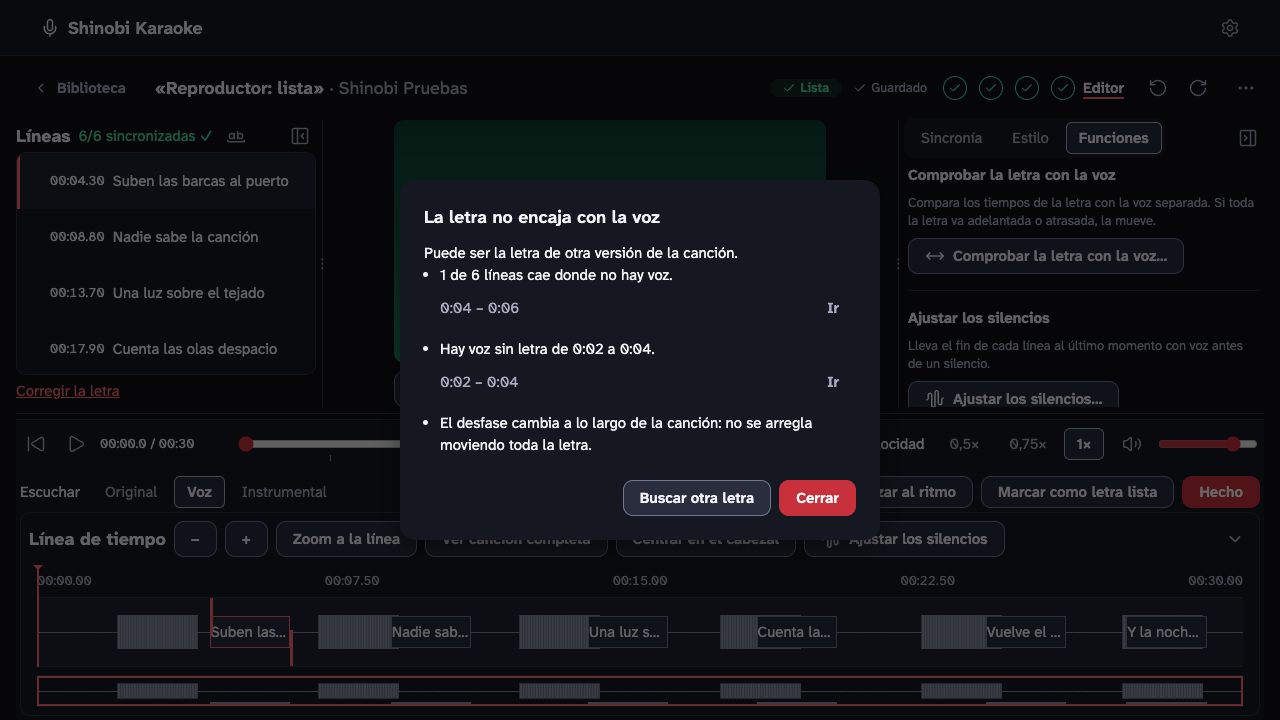 Shinobi Karaoke
Biblioteca
«Reproductor: lista» · Shinobi Pruebas
Lista
Guardado
Editor
Líneas 6/6 sincronizadas
ab
00:04.30 Suben las barcas al puerto
00:08.80 Nadie sabe la canción
00:13.70 Una luz sobre el tejado
00:17.90 Cuenta las olas despacio
Corregir la letra
Sincronía
Estilo
Funciones
Comprobar la letra con la voz
Compara los tiempos de la letra con la voz separada. Si toda
la letra va adelantada o atrasada, la mueve.
Comprobar la letra con la voz...
Ajustar los silencios
Lleva el fin de cada línea al último momento con voz antes
de un silencio.
Ajustar los silencios...
La letra no encaja con la voz
Puede ser la letra de otra versión de la canción.
• 1 de 6 líneas cae donde no hay voz.
0:04 – 0:06 Ir
• Hay voz sin letra de 0:02 a 0:04.
0:02 – 0:04 Ir
• El desfase cambia a lo largo de la canción: no se arregla
moviendo toda la letra.
Buscar otra letra
Cerrar
00:00.0 / 00:30
ocidad
0,5×
0,75×
1×
Escuchar
Original
Voz
Instrumental
zar al ritmo
Marcar como letra lista
Hecho
Línea de tiempo
−
+
Zoom a la línea
Ver canción completa
Centrar en el cabezal
Ajustar los silencios
00:00.00
00:07.50
00:15.00
00:22.50
00:30.00
Suben las...
Nadie sab...
Una luz s...
Cuenta la...
Vuelve el ...
Y la noch...